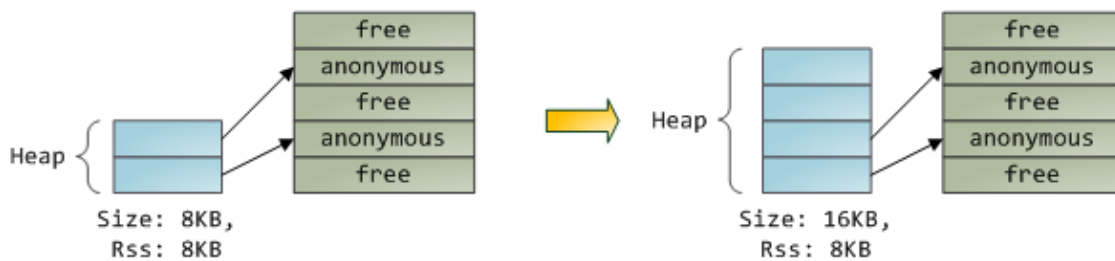 free
anonymous
free
anonymous
free
Heap
Size: 8KB,
Rss: 8KB
free
anonymous
free
anonymous
free
Heap
Size: 16KB,
Rss: 8KB